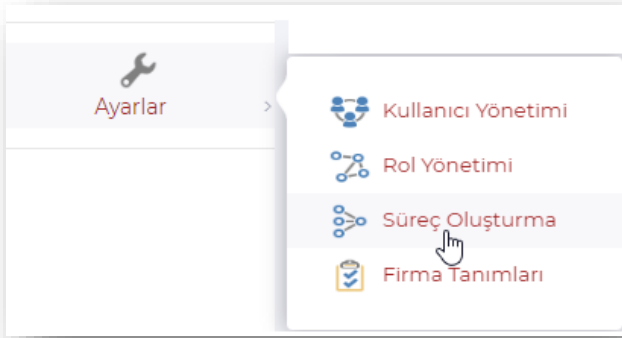 Ayarlar
Kullanıcı Yönetimi
Rol Yönetimi
Süreç Oluşturma
Firma Tanımları